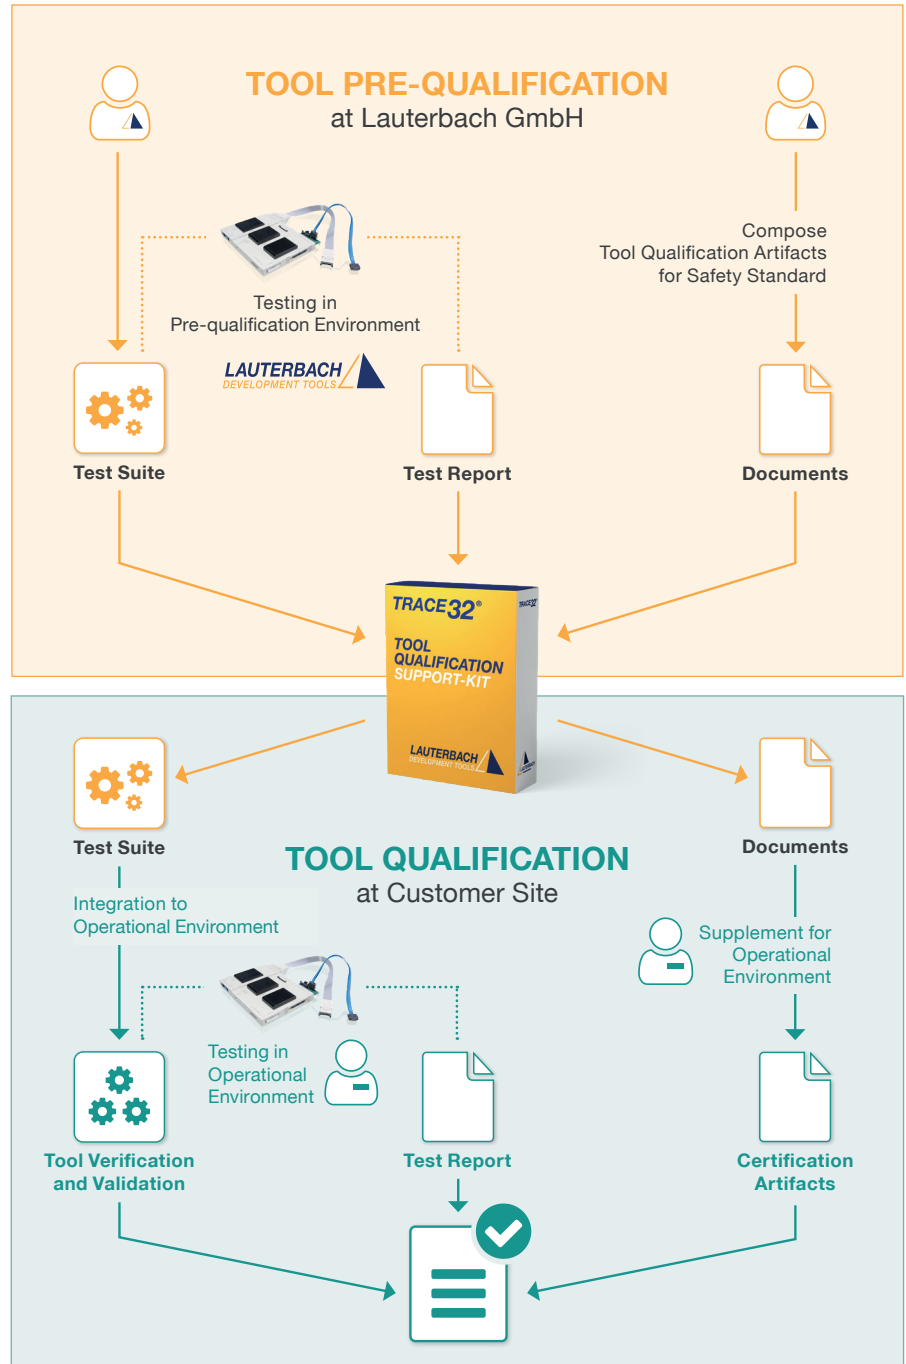 TOOL PRE-QUALIFICATION
at Lauterbach GmbH
Compose
Tool Qualification Artifacts
for Safety Standard
Testing in
Pre-qualification Environment
LAUTERBACH
DEVELOPMENT TOOLS
Test Suite
Test Report
Documents
TRACE32®
TRACE32
TOOL
QUALIFICATION
SUPPORT-KIT
LAUTERBACH
DEVELOPMENT TOOLS
Test Suite
Documents
TOOL QUALIFICATION
at Customer Site
Integration to
Operational Environment
Supplement for
Operational
Environment
Testing in
Operational
Environment
Tool Verification
and Validation
Test Report
Certification
Artifacts